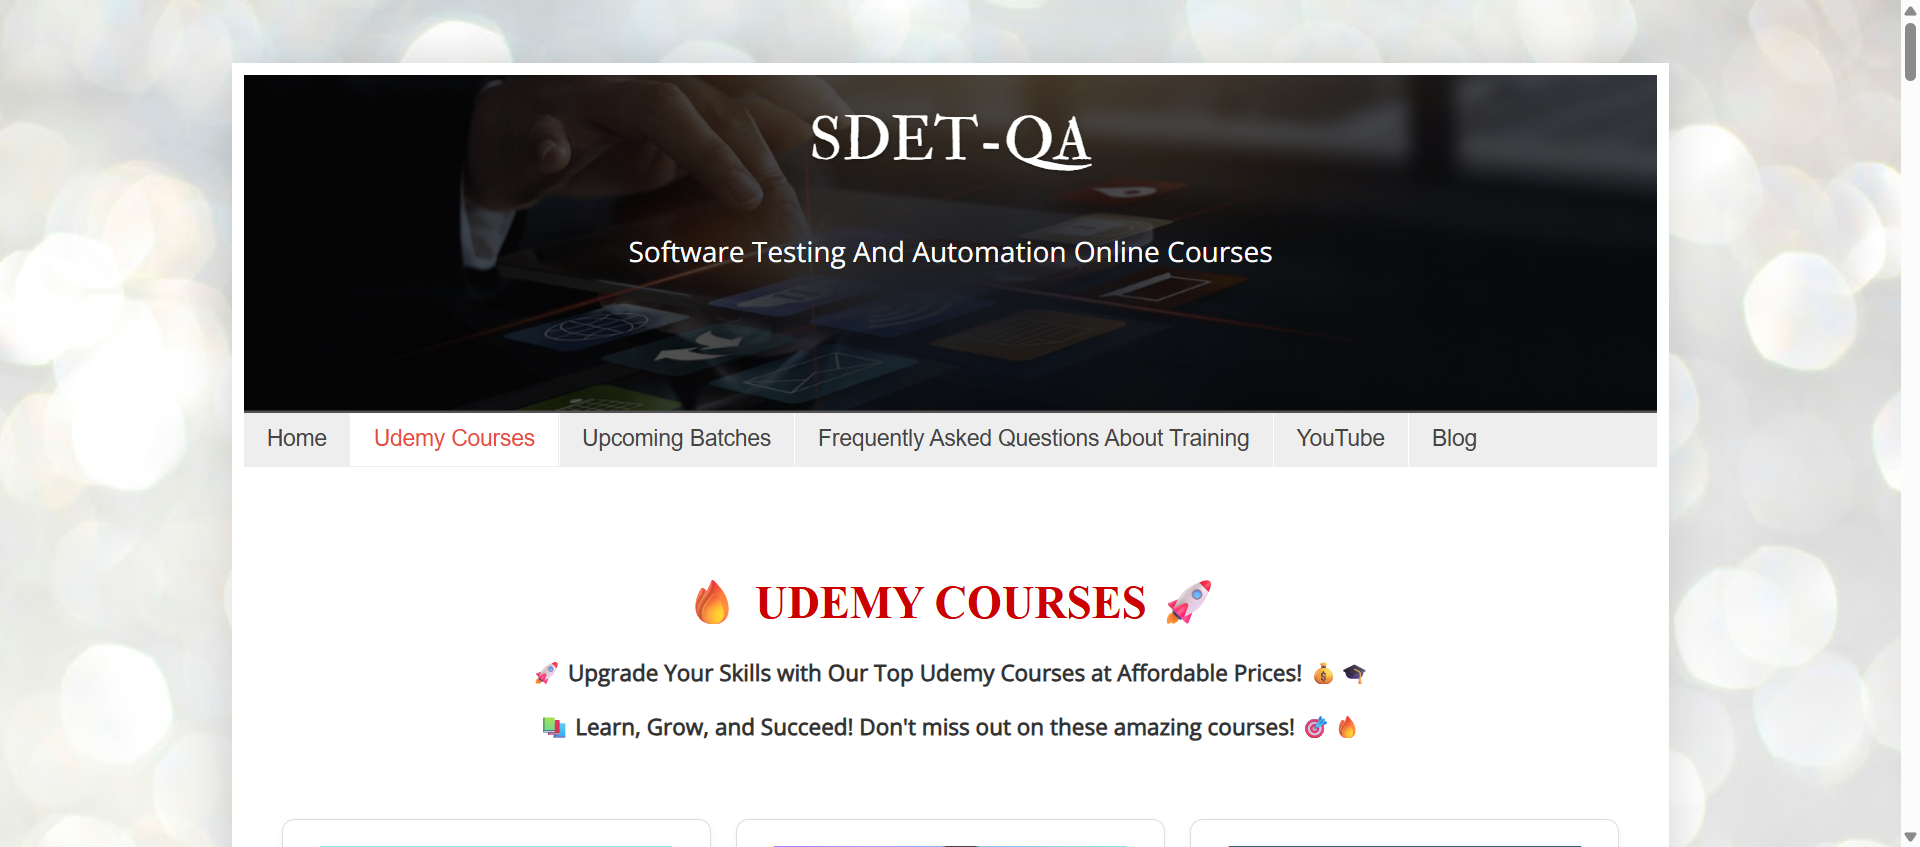 SDET-QA
Software Testing And Automation Online Courses
Home
Udemy Courses
Upcoming Batches
Frequently Asked Questions About Training
YouTube
Blog
🔥 UDEMY COURSES 🚀
🚀 Upgrade Your Skills with Our Top Udemy Courses at Affordable Prices! 💰 🎓
📚 Learn, Grow, and Succeed! Don't miss out on these amazing courses! 🎯 🔥